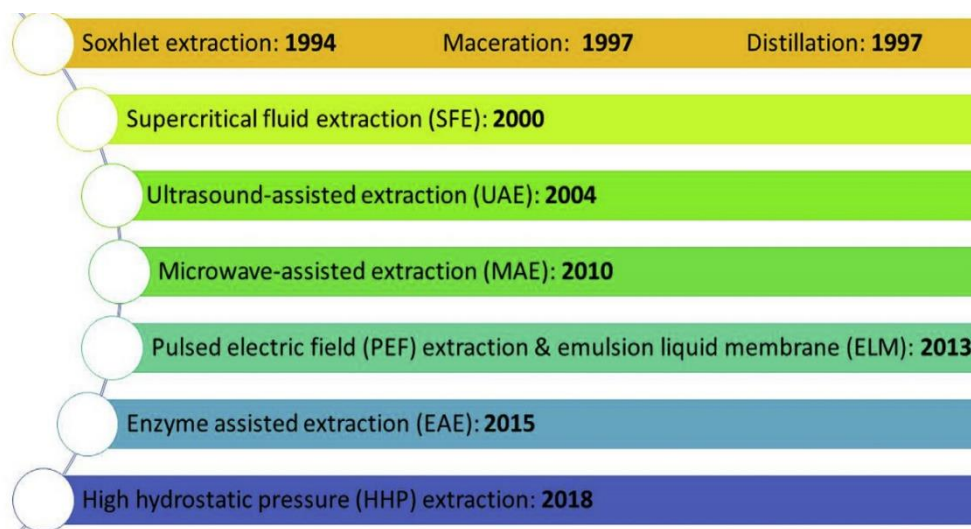 Soxhlet extraction: 1994 Maceration: 1997 Distillation: 1997
Supercritical fluid extraction (SFE): 2000
Ultrasound-assisted extraction (UAE): 2004
Microwave-assisted extraction (MAE): 2010
Pulsed electric field (PEF) extraction & emulsion liquid membrane (ELM): 2013
Enzyme assisted extraction (EAE): 2015
High hydrostatic pressure (HHP) extraction: 2018